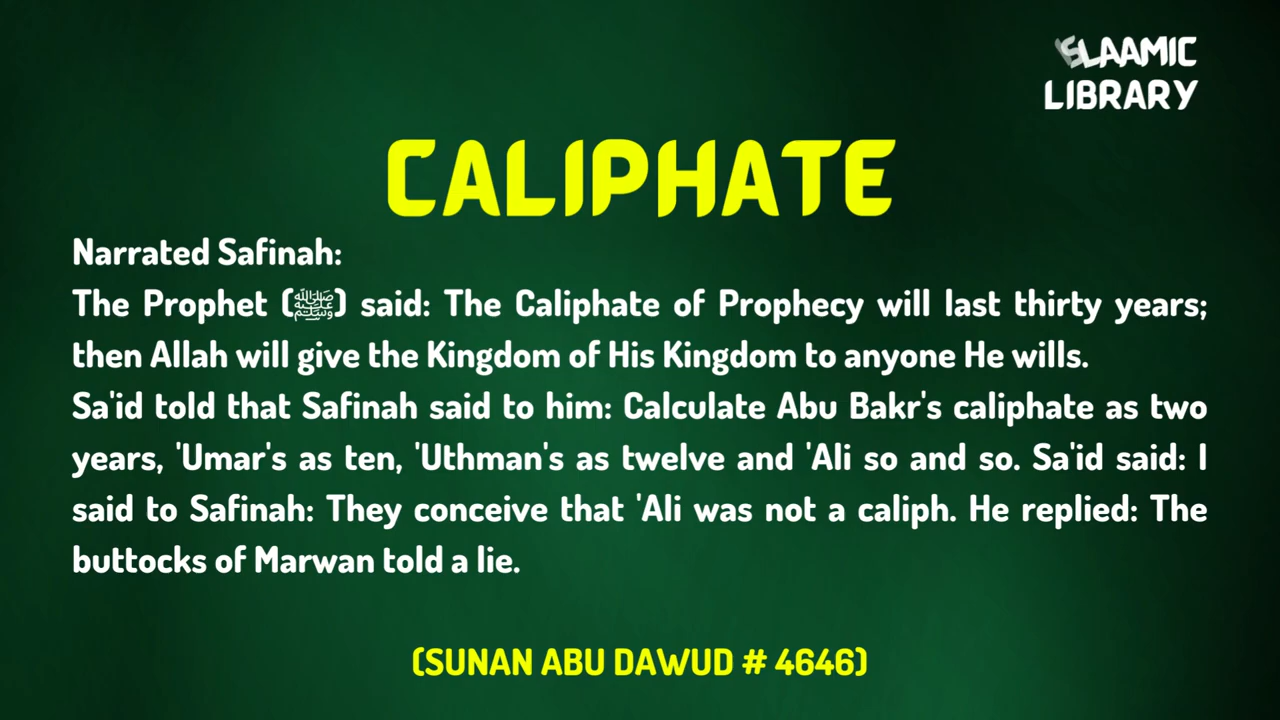 ISLAAMIC
LIBRARY
CALIPHATE
Narrated Safinah:
The Prophet (ﷺ) said: The Caliphate of Prophecy will last thirty years;
then Allah will give the Kingdom of His Kingdom to anyone He wills.
Sa'id told that Safinah said to him: Calculate Abu Bakr's caliphate as two
years, 'Umar's as ten, 'Uthman's as twelve and 'Ali so and so. Sa'id said: I
said to Safinah: They conceive that 'Ali was not a caliph. He replied: The
buttocks of Marwan told a lie.
(SUNAN ABU DAWUD # 4646)